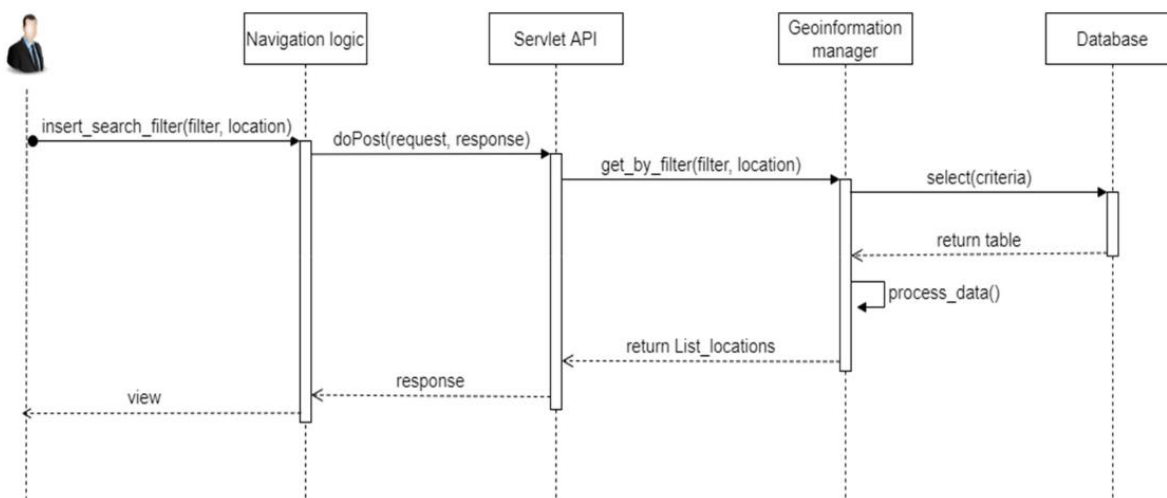 Navigation logic
Servlet API
Geoinformation
manager
Database
insert_search_filter(filter, location)
doPost(request, response)
get_by_filter(filter, location)
select(criteria)
return table
process_data()
return List_locations
response
view